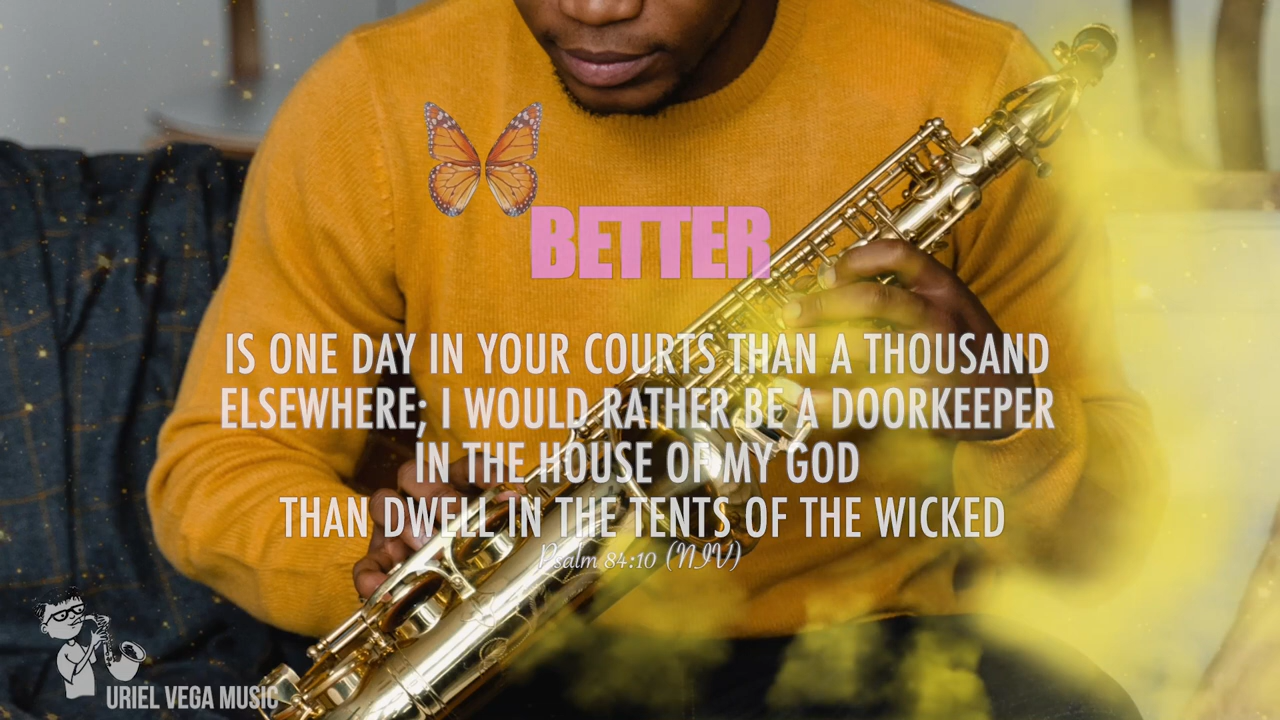 BETTER
IS ONE DAY IN YOUR COURTS THAN A THOUSAND
ELSEWHERE; I WOULD RATHER BE A DOORKEEPER
IN THE HOUSE OF MY GOD
THAN DWELL IN THE TENTS OF THE WICKED
Psalm 84:10 (NIV)
URIEL VEGA MUSIC